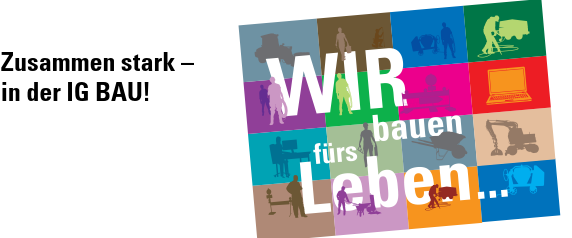 Zusammen stark –
in der IG BAU!
WIR
bauen
fürs
Leben...